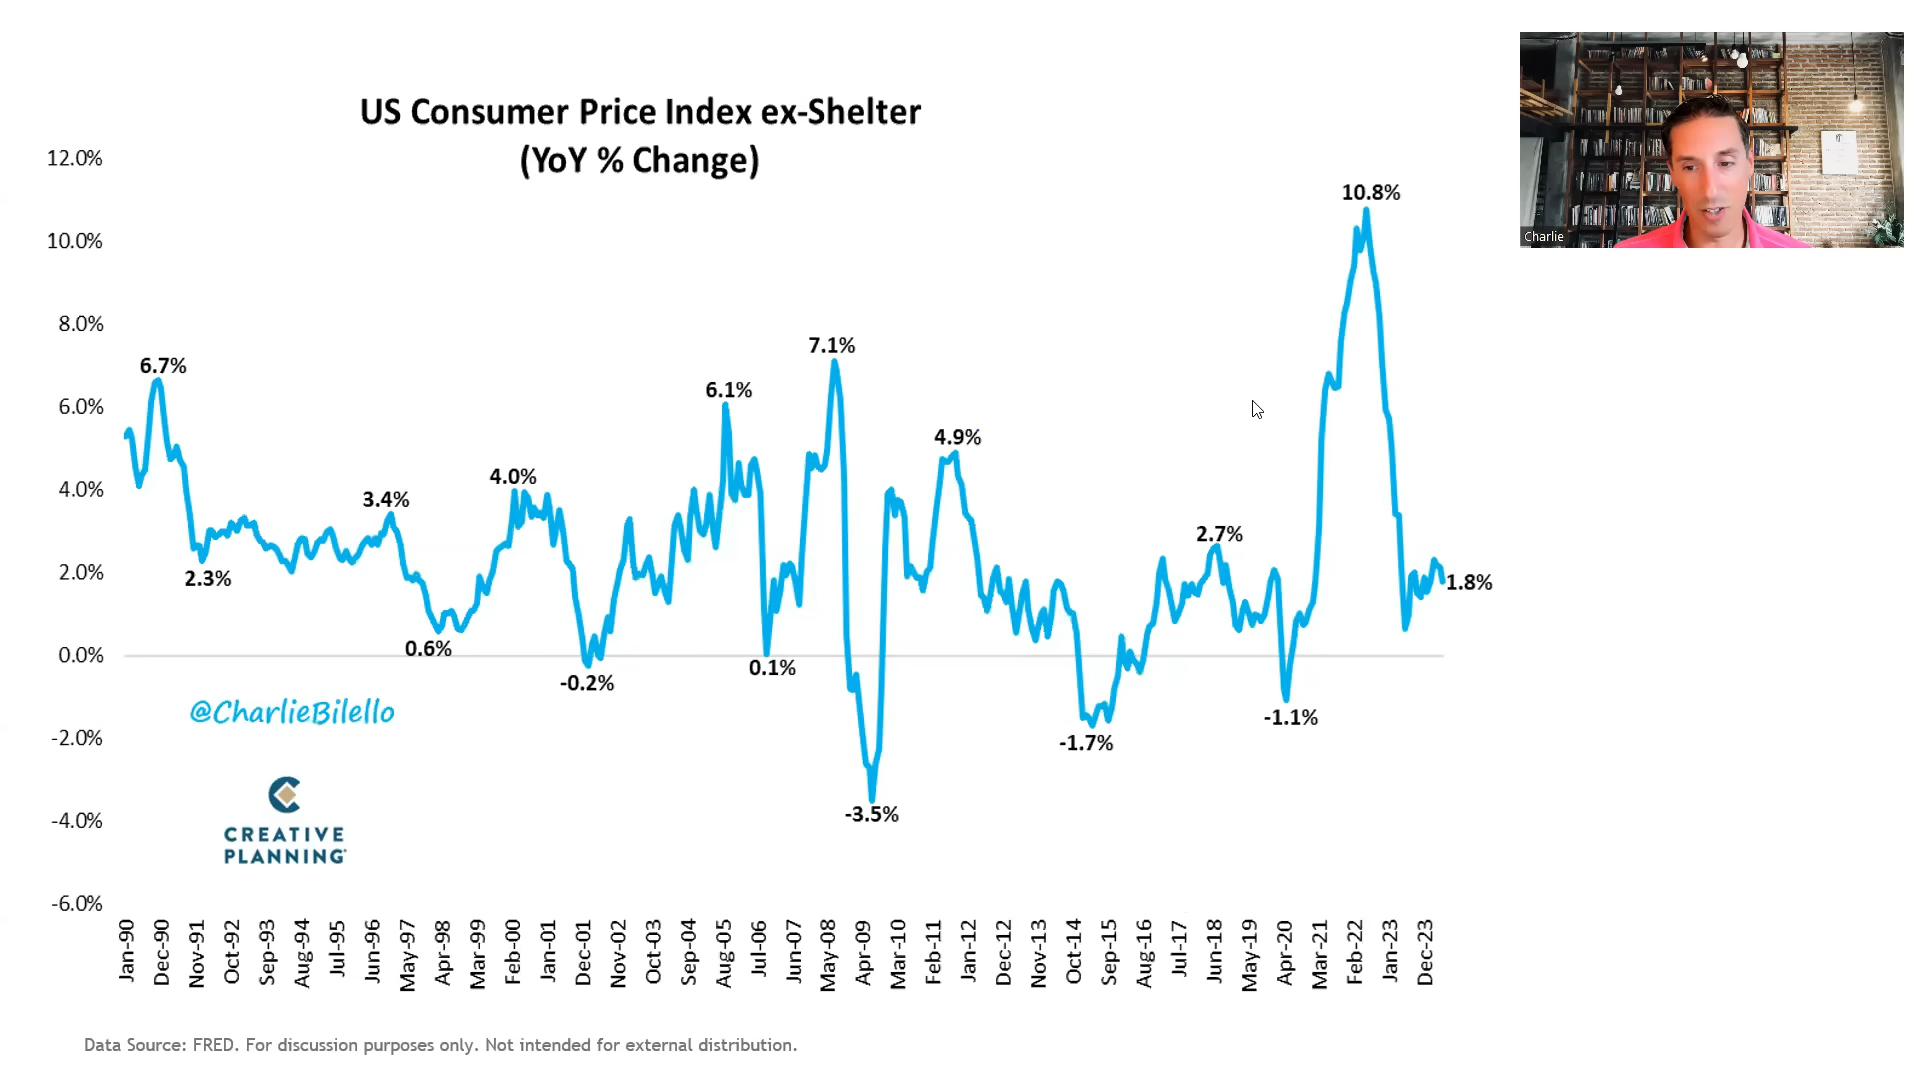 US Consumer Price Index ex-Shelter
(YoY % Change)
12.0%
10.0%
8.0%
6.0%
4.0%
2.0%
0.0%
-2.0%
-4.0%
-6.0%
6.7%
2.3%
3.4%
0.6%
4.0%
-0.2%
6.1%
0.1%
7.1%
-3.5%
4.9%
-1.7%
2.7%
-1.1%
10.8%
1.8%
@CharlieBilello
CREATIVE
PLANNING
Jan-90
Dec-90
Nov-91
Oct-92
Sep-93
Aug-94
Jul-95
Jun-96
May-97
Apr-98
Mar-99
Feb-00
Jan-01
Dec-01
Nov-02
Oct-03
Sep-04
Aug-05
Jul-06
Jun-07
May-08
Apr-09
Mar-10
Feb-11
Jan-12
Dec-12
Nov-13
Oct-14
Sep-15
Aug-16
Jul-17
Jun-18
May-19
Apr-20
Mar-21
Feb-22
Jan-23
Dec-23
Data Source: FRED. For discussion purposes only. Not intended for external distribution.
Charlie